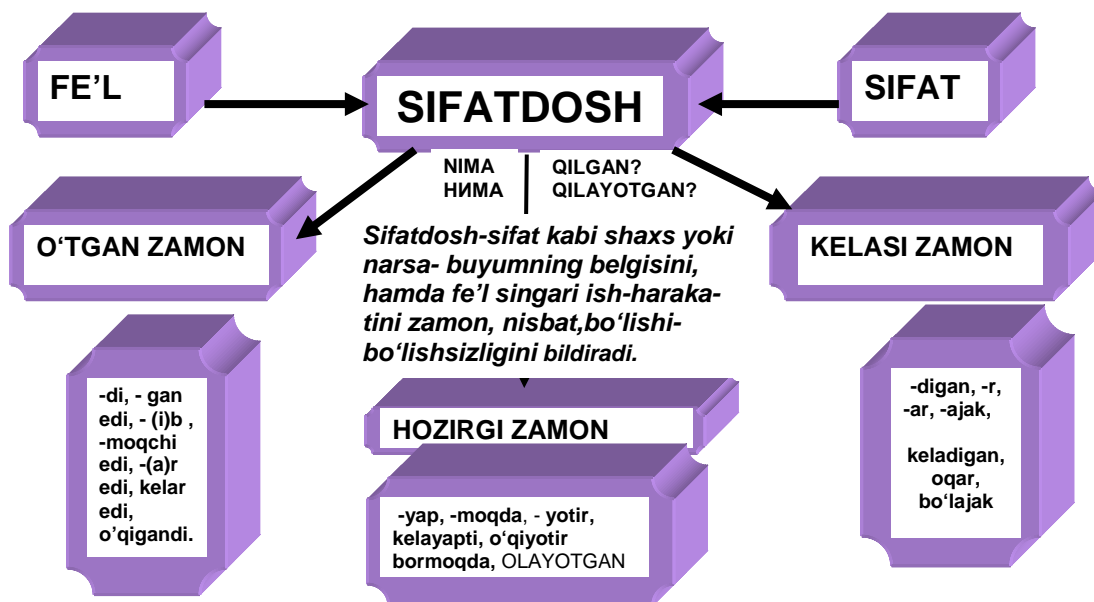 FE’L
SIFATDOSH
SIFAT
NIMA
НИМА
QILGAN?
QILAYOTGAN?
O‘TGAN ZAMON
Sifatdosh-sifat kabi shaxs yoki
narsa- buyumning belgisini,
hamda fe’l singari ish-haraka-
tini zamon, nisbat,bo‘lishi-
bo‘lishsizligini bildiradi.
KELASI ZAMON
-di, - gan
edi, - (i)b ,
-moqchi
edi, -(a)r
edi, kelar
edi,
o’qigandi.
HOZIRGI ZAMON
-yap, -moqda, - yotir,
kelayapti, o‘qiyotir
bormoqda, OLAYOTGAN
-digan, -r,
-ar, -ajak,
keladigan,
oqar,
bo‘lajak